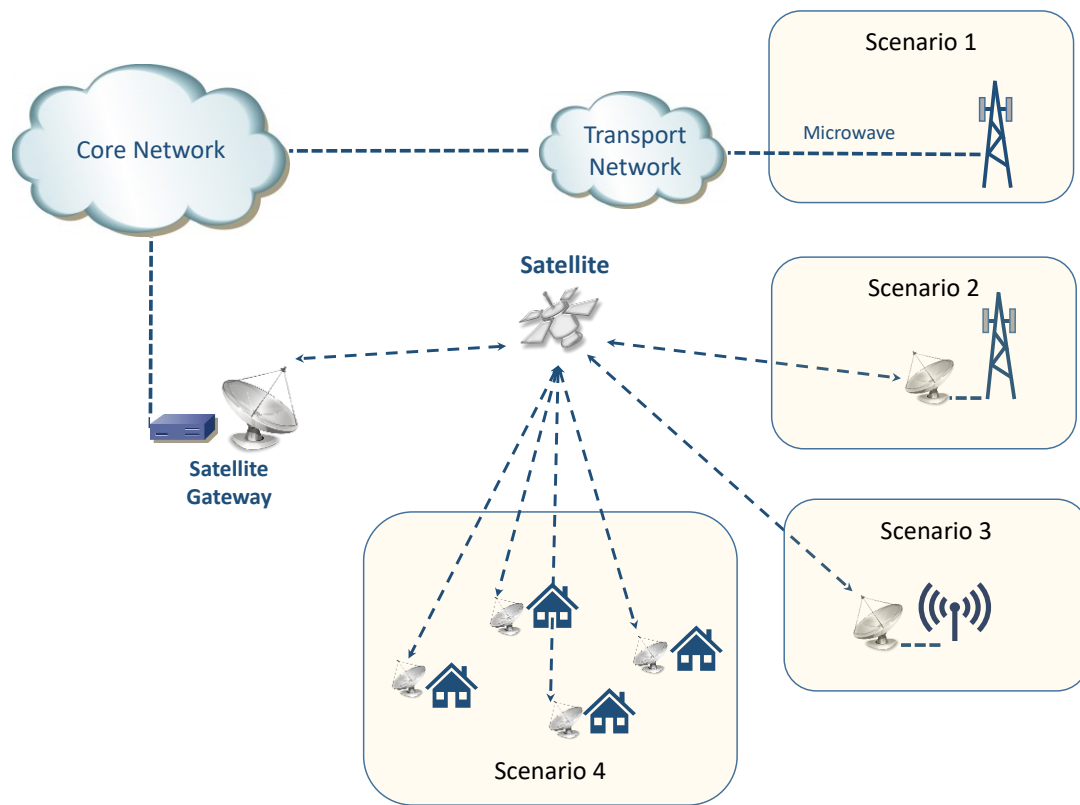 Scenario 1
Core Network
Transport
Network
Microwave
Satellite
Scenario 2
Satellite
Gateway
Scenario 3
Scenario 4